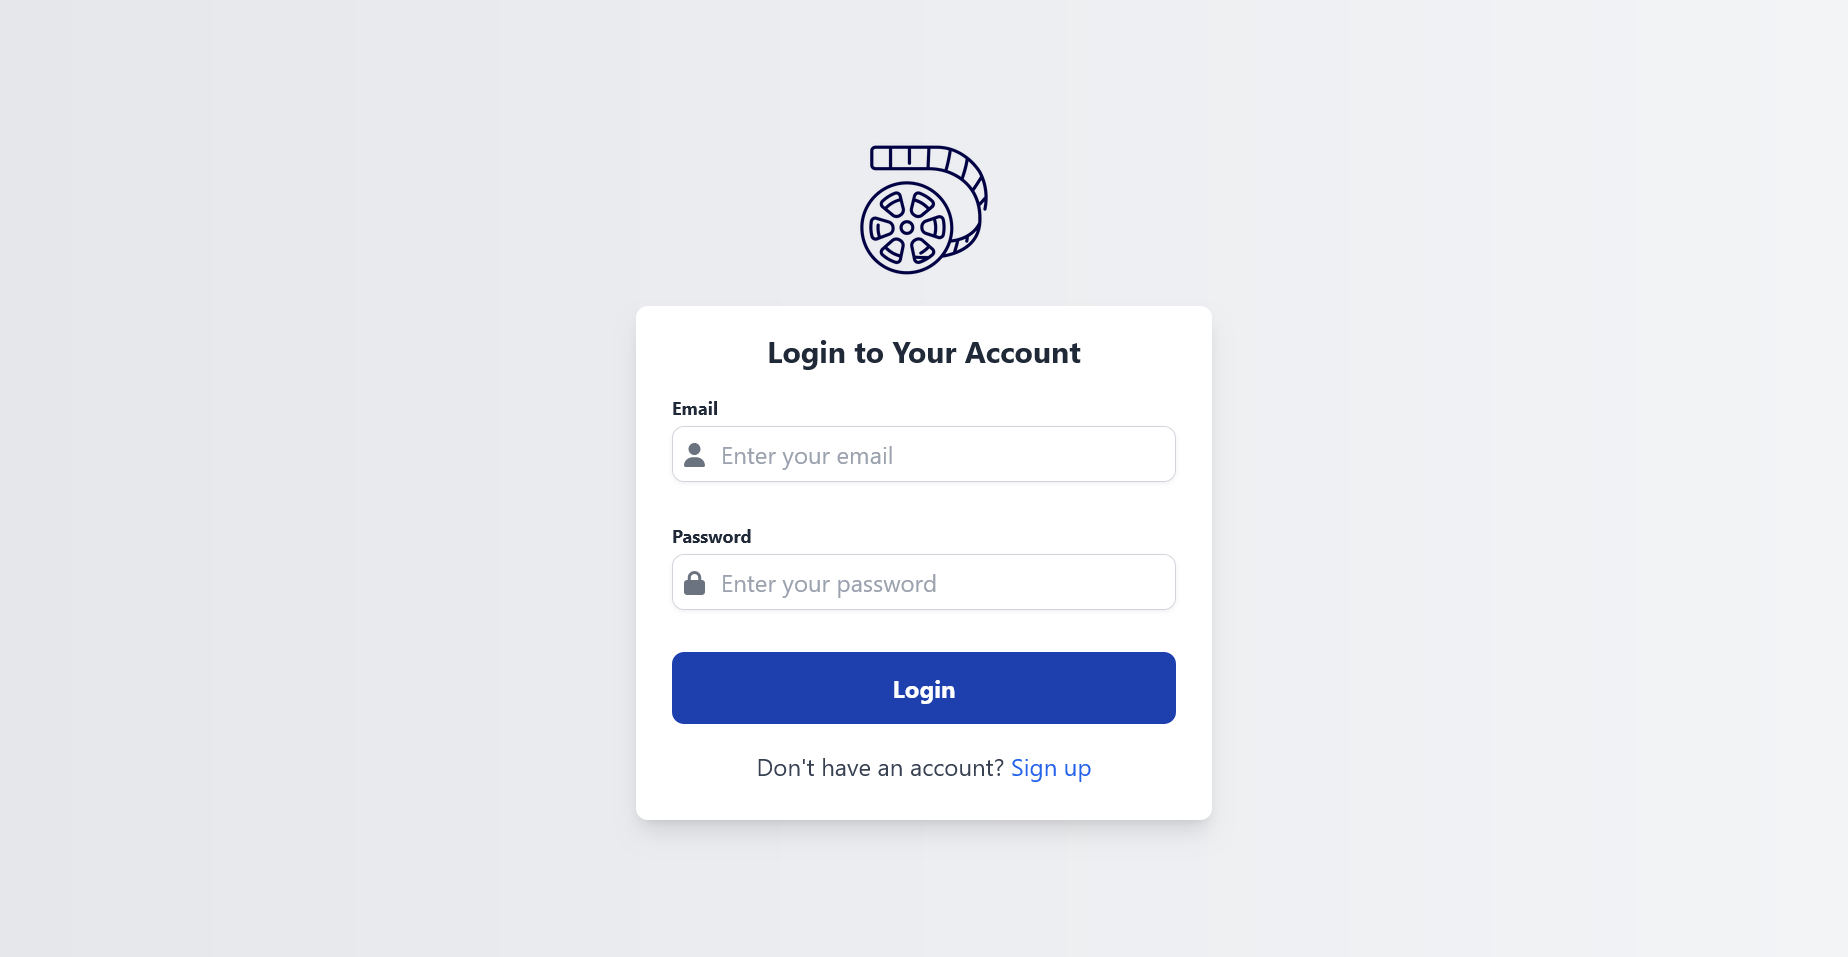 Login to Your Account
Email
Enter your email
Password
Enter your password
Login
Don't have an account? Sign up